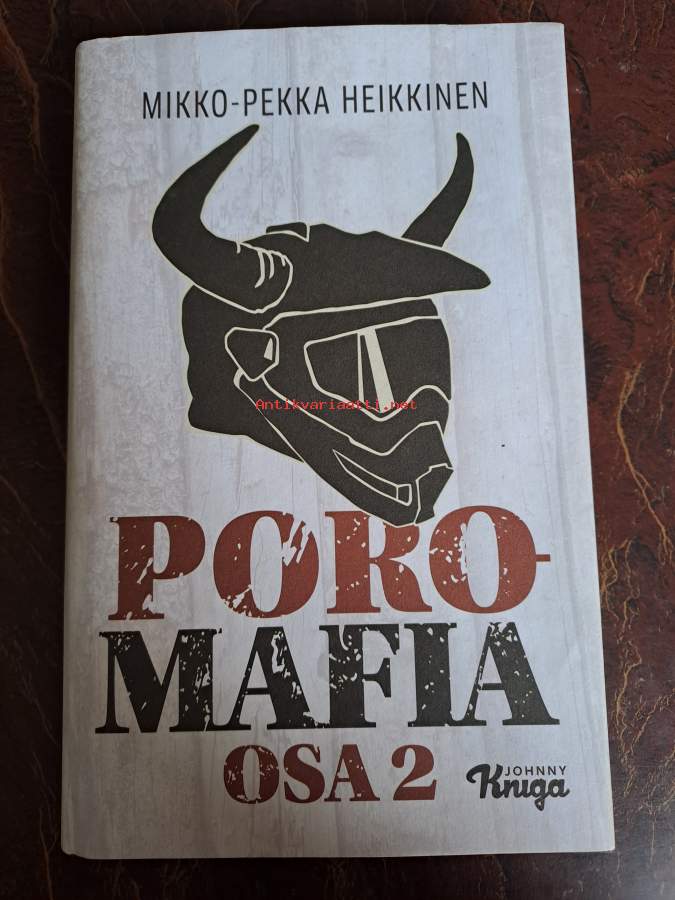 MIKKO-PEKKA HEIKKINEN
Antikvariaatti.net
PORO-
MAFIA
OSA 2
JOHNNY
Kniga